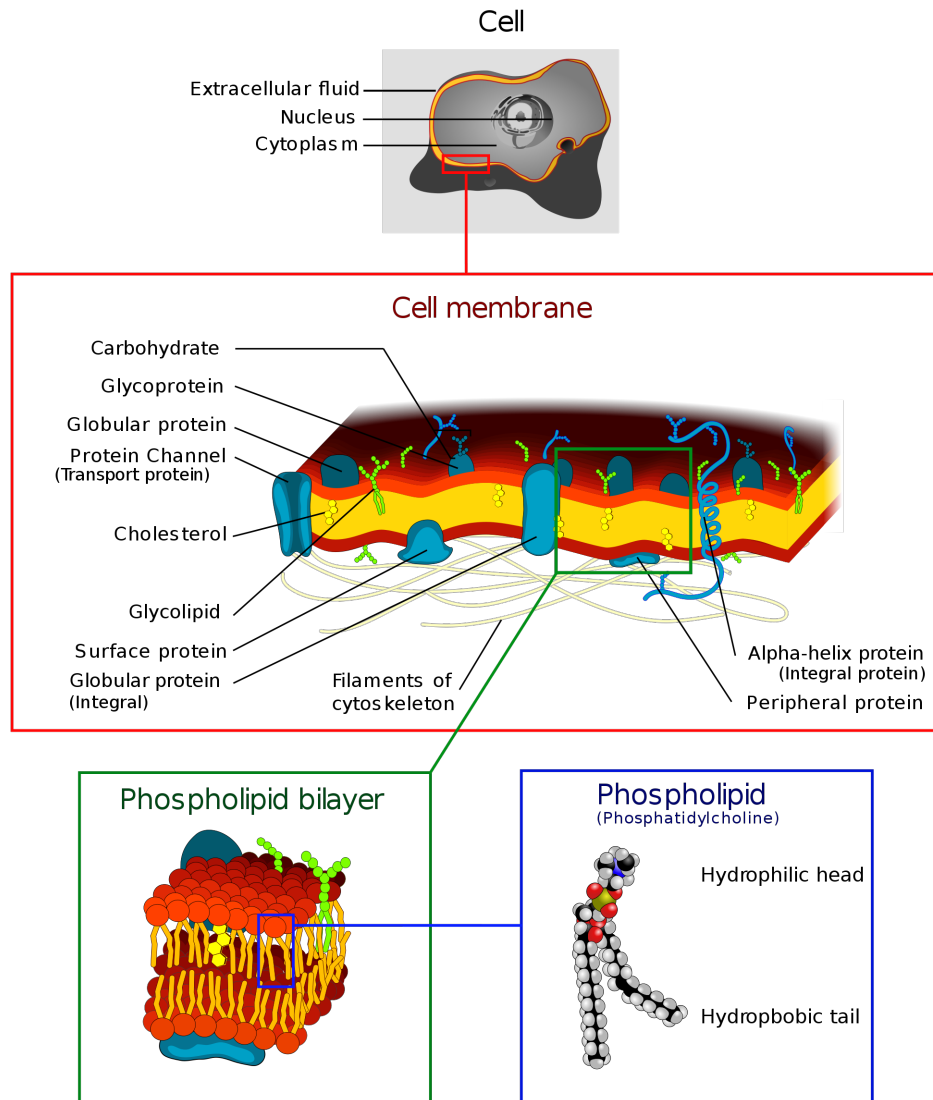 Cell
Extracellular fluid
Nucleus
Cytoplasm
Cell membrane
Carbohydrate
Glycoprotein
Globular protein
Protein Channel
(Transport protein)
Cholesterol
Glycolipid
Surface protein
Globular protein
(Integral)
Filaments of
cytoskeleton
Alpha-helix protein
(Integral protein)
Peripheral protein
Phospholipid bilayer
Phospholipid
(Phosphatidylcholine)
Hydrophilic head
Hydropbobic tail